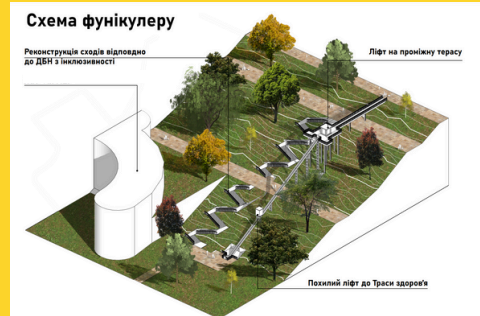 Схема фунікулеру
Реконструкція сходів відповідно
до ДБН з інклюзивності
Ліфт на проміжну терасу
Похилий ліфт до Траси здоров'я